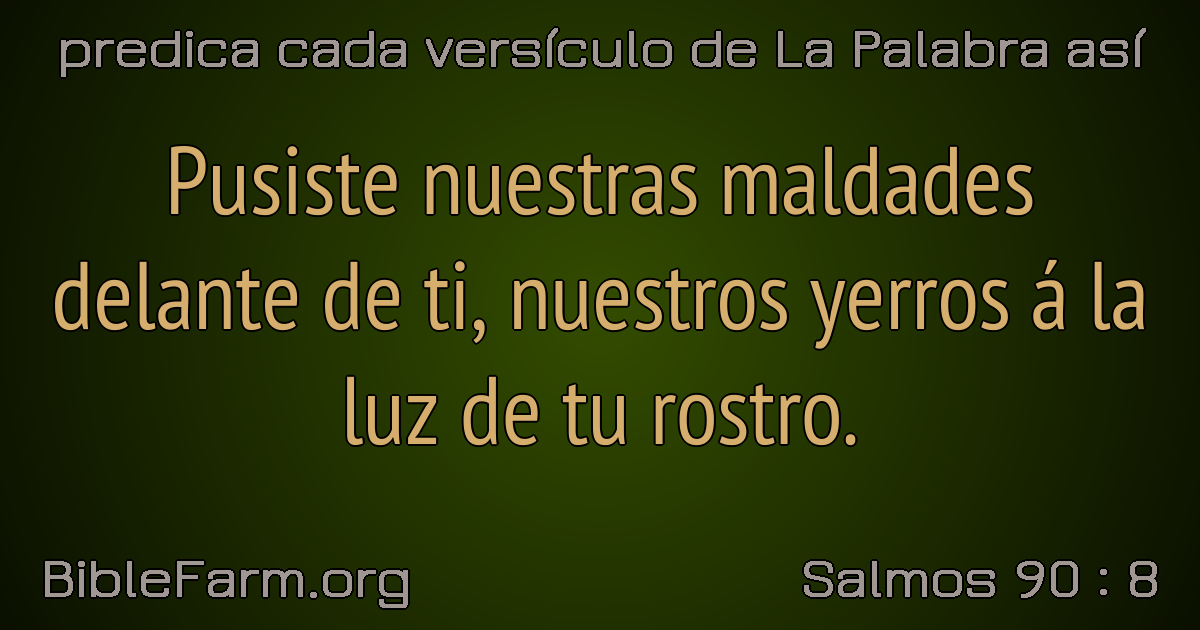 predica cada versículo de La Palabra así
Pusiste nuestras maldades
delante de ti, nuestros yerros á la
luz de tu rostro.
BibleFarm.org
Salmos 90 : 8